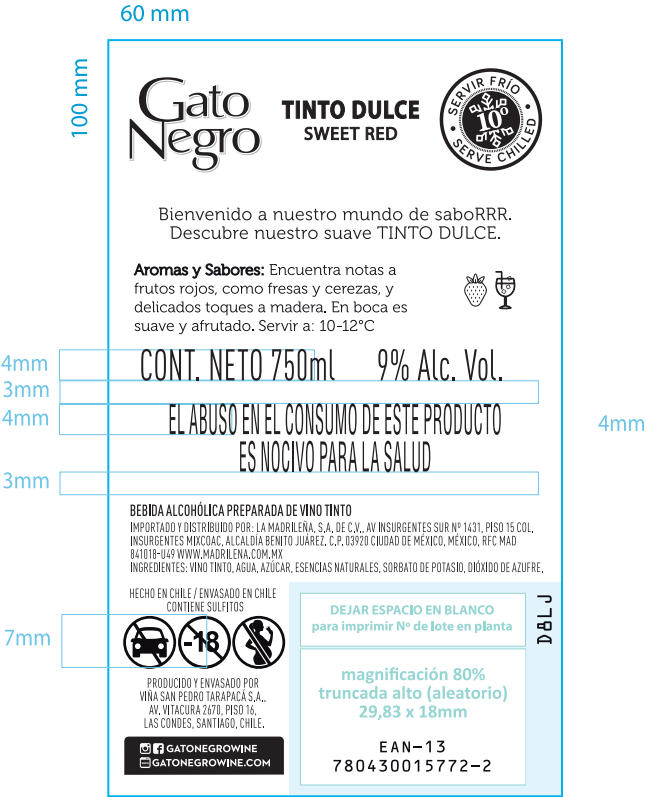 60 mm
100 mm
Gato
Negro
TINTO DULCE
SWEET RED
SERVIR FRÍO
10º
SERVE CHILLED
Bienvenido a nuestro mundo de saboRRR.
Descubre nuestro suave TINTO DULCE.
Aromas y Sabores: Encuentra notas a
frutos rojos, como fresas y cerezas, y
delicados toques a madera. En boca es
suave y afrutado. Servir a: 10-12°C
4mm
CONT. NETO 750ml 9% Alc. Vol.
3mm
4mm
EL ABUSO EN EL CONSUMO DE ESTE PRODUCTO
ES NOCIVO PARA LA SALUD
4mm
3mm
BEBIDA ALCOHÓLICA PREPARADA DE VINO TINTO
IMPORTADO Y DISTRIBUIDO POR: LA MADRILEÑA, S.A. DE C.V., AV INSURGENTES SUR Nº 1431, PISO 15 COL.
INSURGENTES MIXCOAC, ALCALDÍA BENITO JUÁREZ. C.P. 03920 CIUDAD DE MÉXICO, MÉXICO, RFC MAD
841018-U49 WWW.MADRILENA.COM.MX
INGREDIENTES: VINO TINTO, AGUA, AZÚCAR, ESENCIAS NATURALES, SORBATO DE POTASIO, DIÓXIDO DE AZUFRE.
HECHO EN CHILE / ENVASADO EN CHILE
CONTIENE SULFITOS
7mm
-18
PRODUCIDO Y ENVASADO POR
VIÑA SAN PEDRO TARAPACÁ S.A.,
AV. VITACURA 2670, PISO 16,
LAS CONDES, SANTIAGO, CHILE.
GATONEGROWINE
GATONEGROWINE.COM
DEJAR ESPACIO EN BLANCO
para imprimir Nº de lote en planta
D8LJ
magnificación 80%
truncada alto (aleatorio)
29,83 x 18mm
EAN-13
780430015772-2